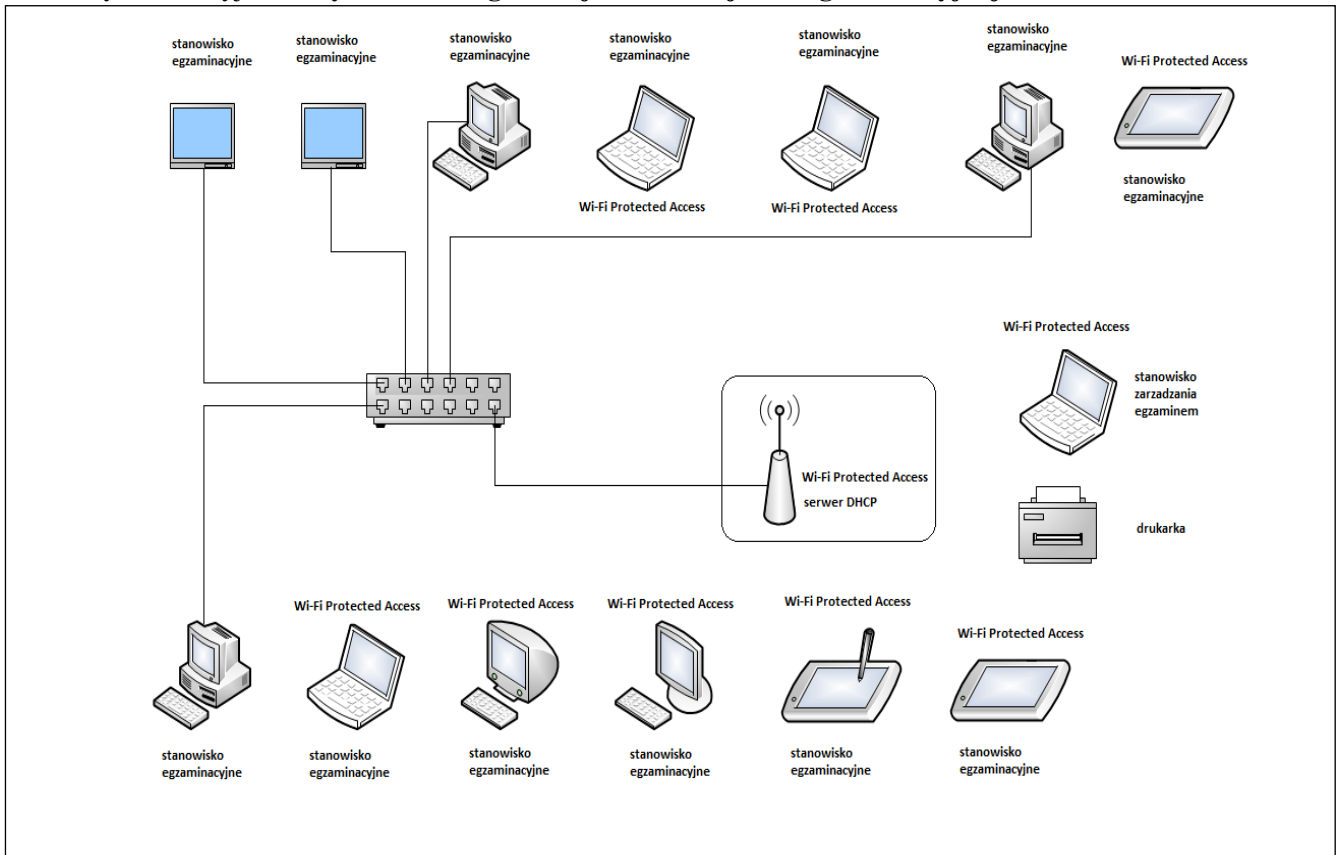 stanowisko
egzaminacyjne
stanowisko
egzaminacyjne
stanowisko
egzaminacyjne
stanowisko
egzaminacyjne
stanowisko
egzaminacyjne
stanowisko
egzaminacyjne
Wi-Fi Protected Access
stanowisko
egzaminacyjne
Wi-Fi Protected Access
Wi-Fi Protected Access
Wi-Fi Protected Access
stanowisko
zarzadzania
egzaminem
Wi-Fi Protected Access
serwer DHCP
drukarka
Wi-Fi Protected Access
Wi-Fi Protected Access
Wi-Fi Protected Access
Wi-Fi Protected Access
Wi-Fi Protected Access
stanowisko
egzaminacyjne
stanowisko
egzaminacyjne
stanowisko
egzaminacyjne
stanowisko
egzaminacyjne
stanowisko
egzaminacyjne
stanowisko
egzaminacyjne